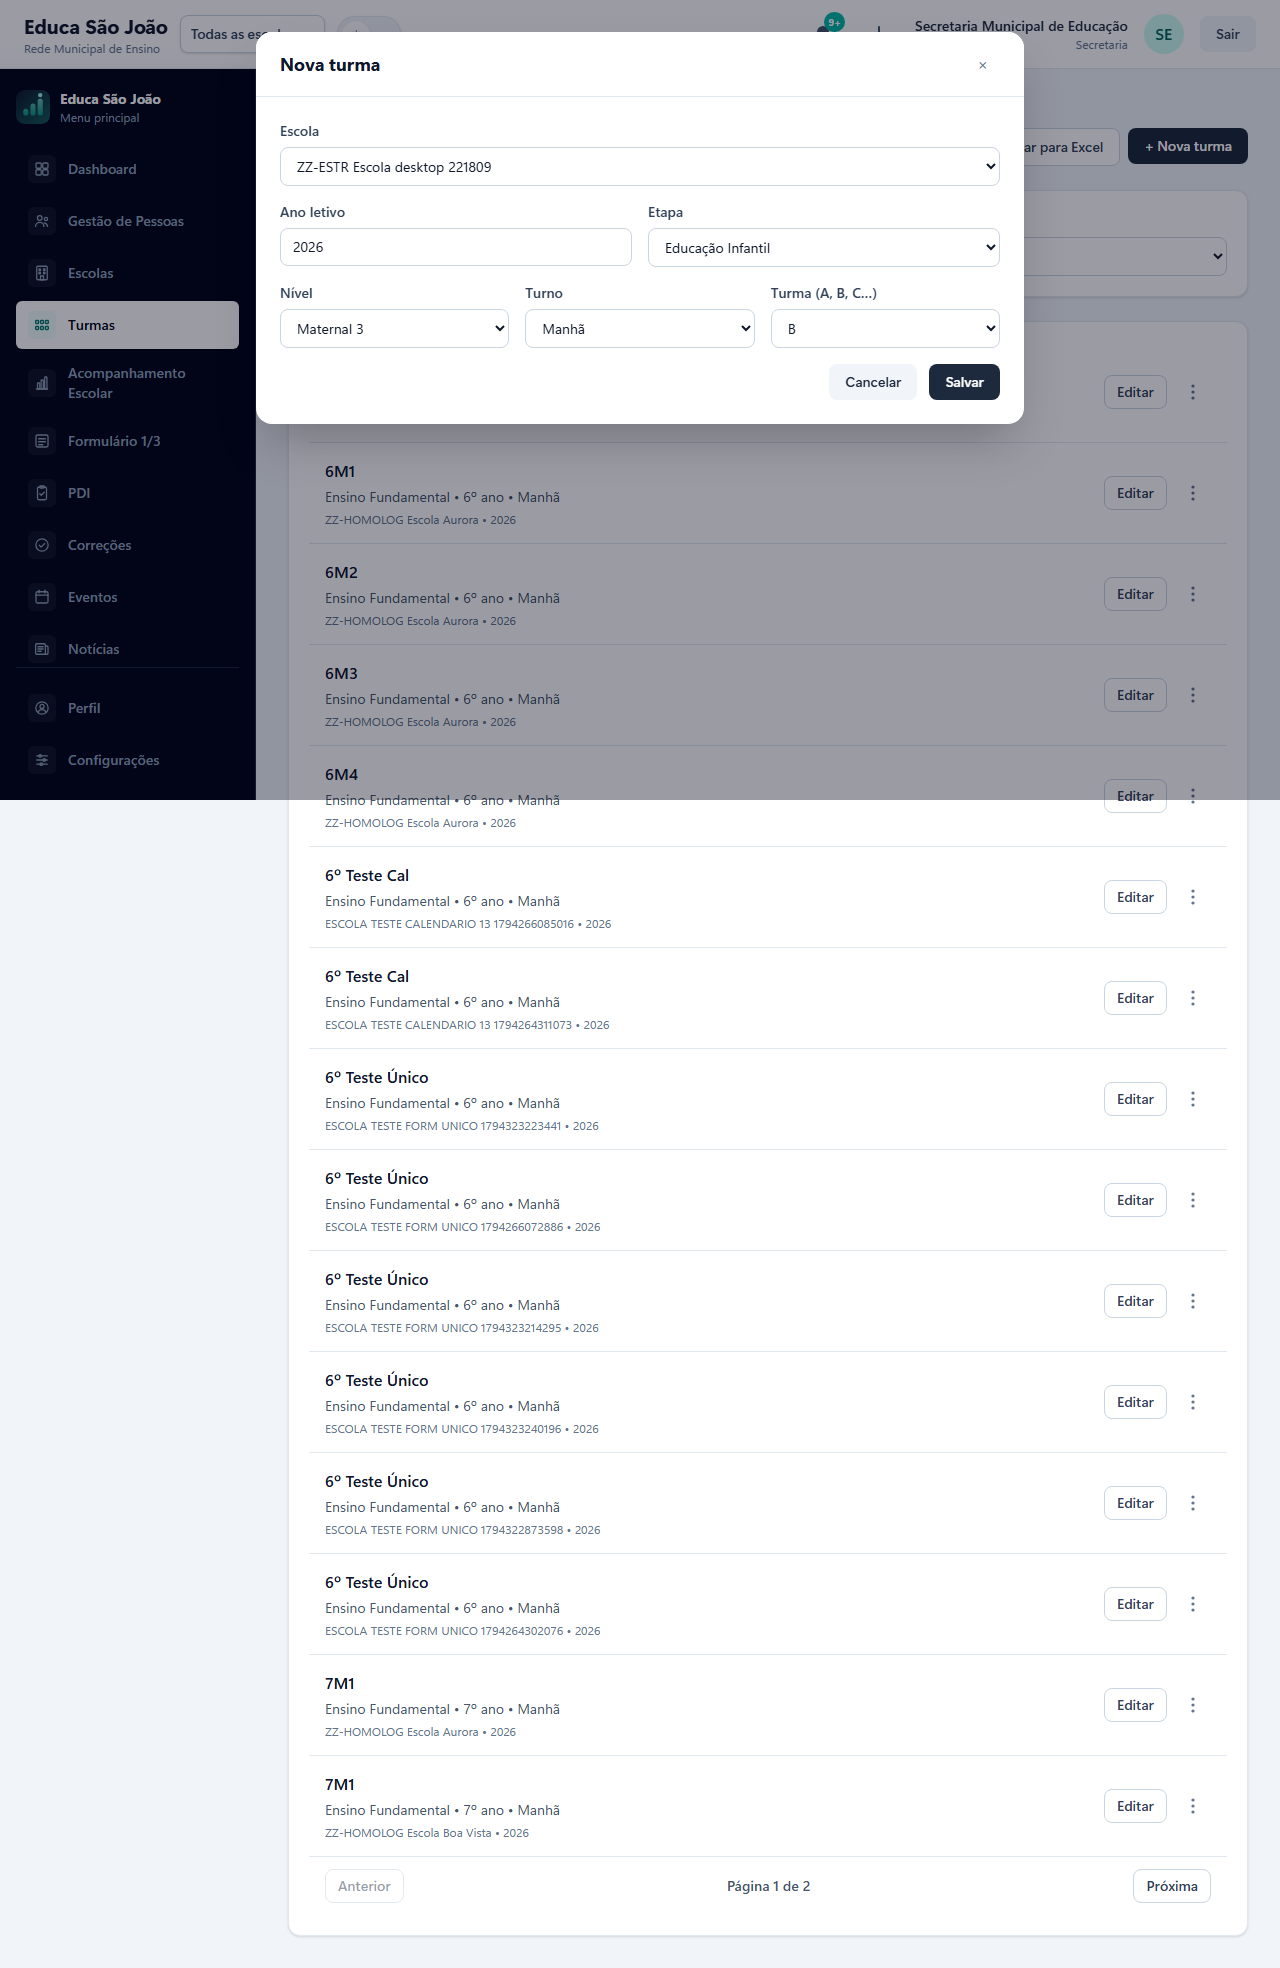 Educa São João
Rede Municipal de Ensino
Todas as
9+
Secretaria Municipal de Educação
Secretaria
SE
Sair
Educa São João
Menu principal
Dashboard
Gestão de Pessoas
Escolas
Turmas
Acompanhamento
Escolar
Formulário 1/3
PDI
Correções
Eventos
Notícias
Perfil
Configurações
Nova turma
×
Escola
ZZ-ESTR Escola desktop 221809
Ano letivo
Etapa
2026
Educação Infantil
Nível
Turno
Turma (A, B, C...)
Maternal 3
Manhã
B
Cancelar
Salvar
para Excel
+ Nova turma
Editar
6M1
Ensino Fundamental • 6º ano • Manhã
ZZ-HOMOLOG Escola Aurora • 2026
Editar
6M2
Ensino Fundamental • 6º ano • Manhã
ZZ-HOMOLOG Escola Aurora • 2026
Editar
6M3
Ensino Fundamental • 6º ano • Manhã
ZZ-HOMOLOG Escola Aurora • 2026
Editar
6M4
Ensino Fundamental • 6º ano • Manhã
ZZ-HOMOLOG Escola Aurora • 2026
Editar
6º Teste Cal
Ensino Fundamental • 6º ano • Manhã
ESCOLA TESTE CALENDARIO 13 1794266085016 • 2026
Editar
6º Teste Cal
Ensino Fundamental • 6º ano • Manhã
ESCOLA TESTE CALENDARIO 13 1794264311073 • 2026
Editar
6º Teste Único
Ensino Fundamental • 6º ano • Manhã
ESCOLA TESTE FORM UNICO 1794323223441 • 2026
Editar
6º Teste Único
Ensino Fundamental • 6º ano • Manhã
ESCOLA TESTE FORM UNICO 1794266072886 • 2026
Editar
6º Teste Único
Ensino Fundamental • 6º ano • Manhã
ESCOLA TESTE FORM UNICO 1794323214295 • 2026
Editar
6º Teste Único
Ensino Fundamental • 6º ano • Manhã
ESCOLA TESTE FORM UNICO 1794323240196 • 2026
Editar
6º Teste Único
Ensino Fundamental • 6º ano • Manhã
ESCOLA TESTE FORM UNICO 1794322873598 • 2026
Editar
6º Teste Único
Ensino Fundamental • 6º ano • Manhã
ESCOLA TESTE FORM UNICO 1794264302076 • 2026
Editar
7M1
Ensino Fundamental • 7º ano • Manhã
ZZ-HOMOLOG Escola Aurora • 2026
Editar
7M1
Ensino Fundamental • 7º ano • Manhã
ZZ-HOMOLOG Escola Boa Vista • 2026
Editar
Anterior
Página 1 de 2
Próxima